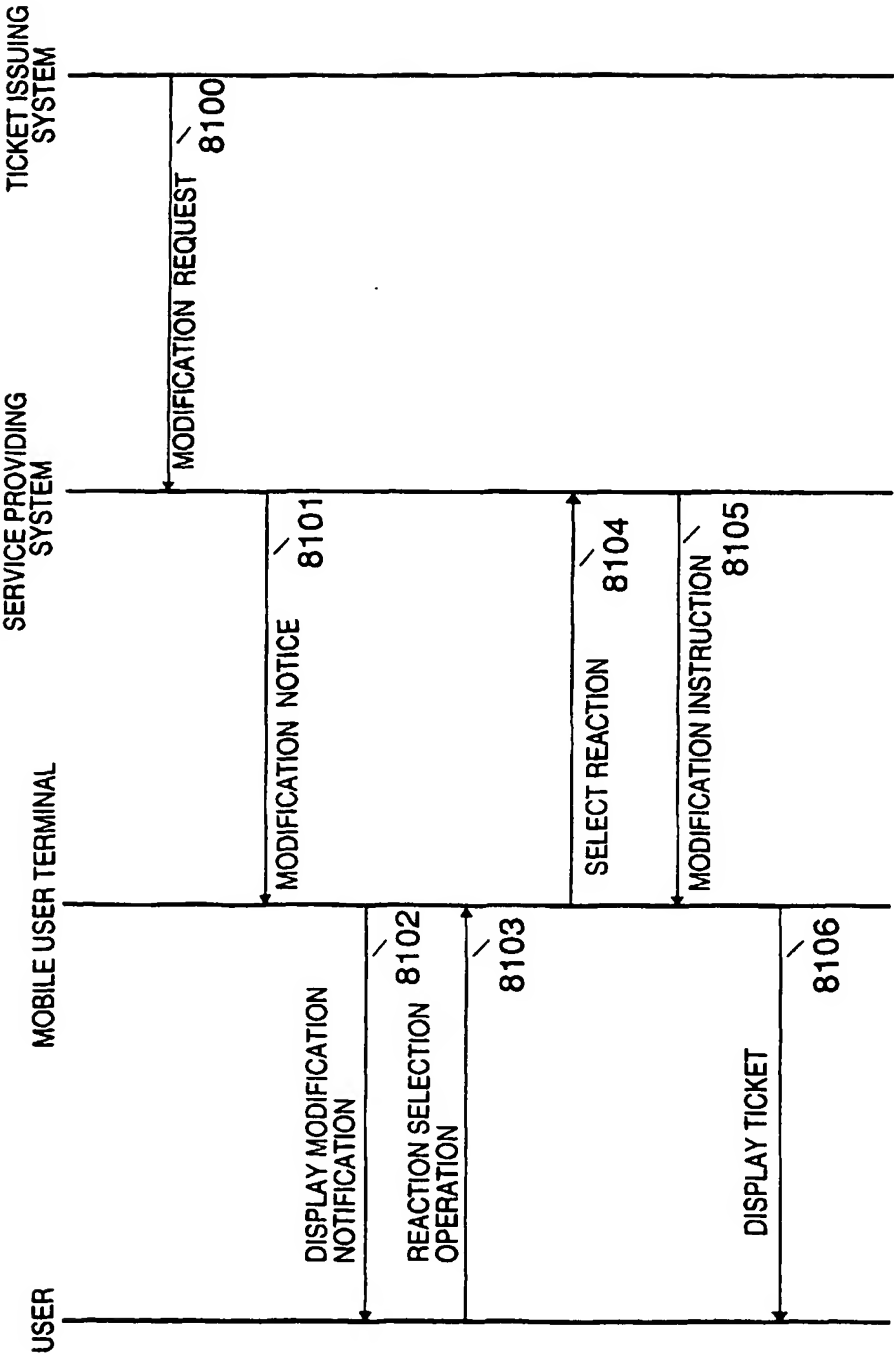 USER
MOBILE USER TERMINAL
SERVICE PROVIDING
SYSTEM
TICKET ISSUING
SYSTEM
MODIFICATION REQUEST
8100
MODIFICATION NOTICE
8101
DISPLAY MODIFICATION
NOTIFICATION
8102
REACTION SELECTION
OPERATION
8103
SELECT REACTION
8104
MODIFICATION INSTRUCTION
8105
DISPLAY TICKET
8106